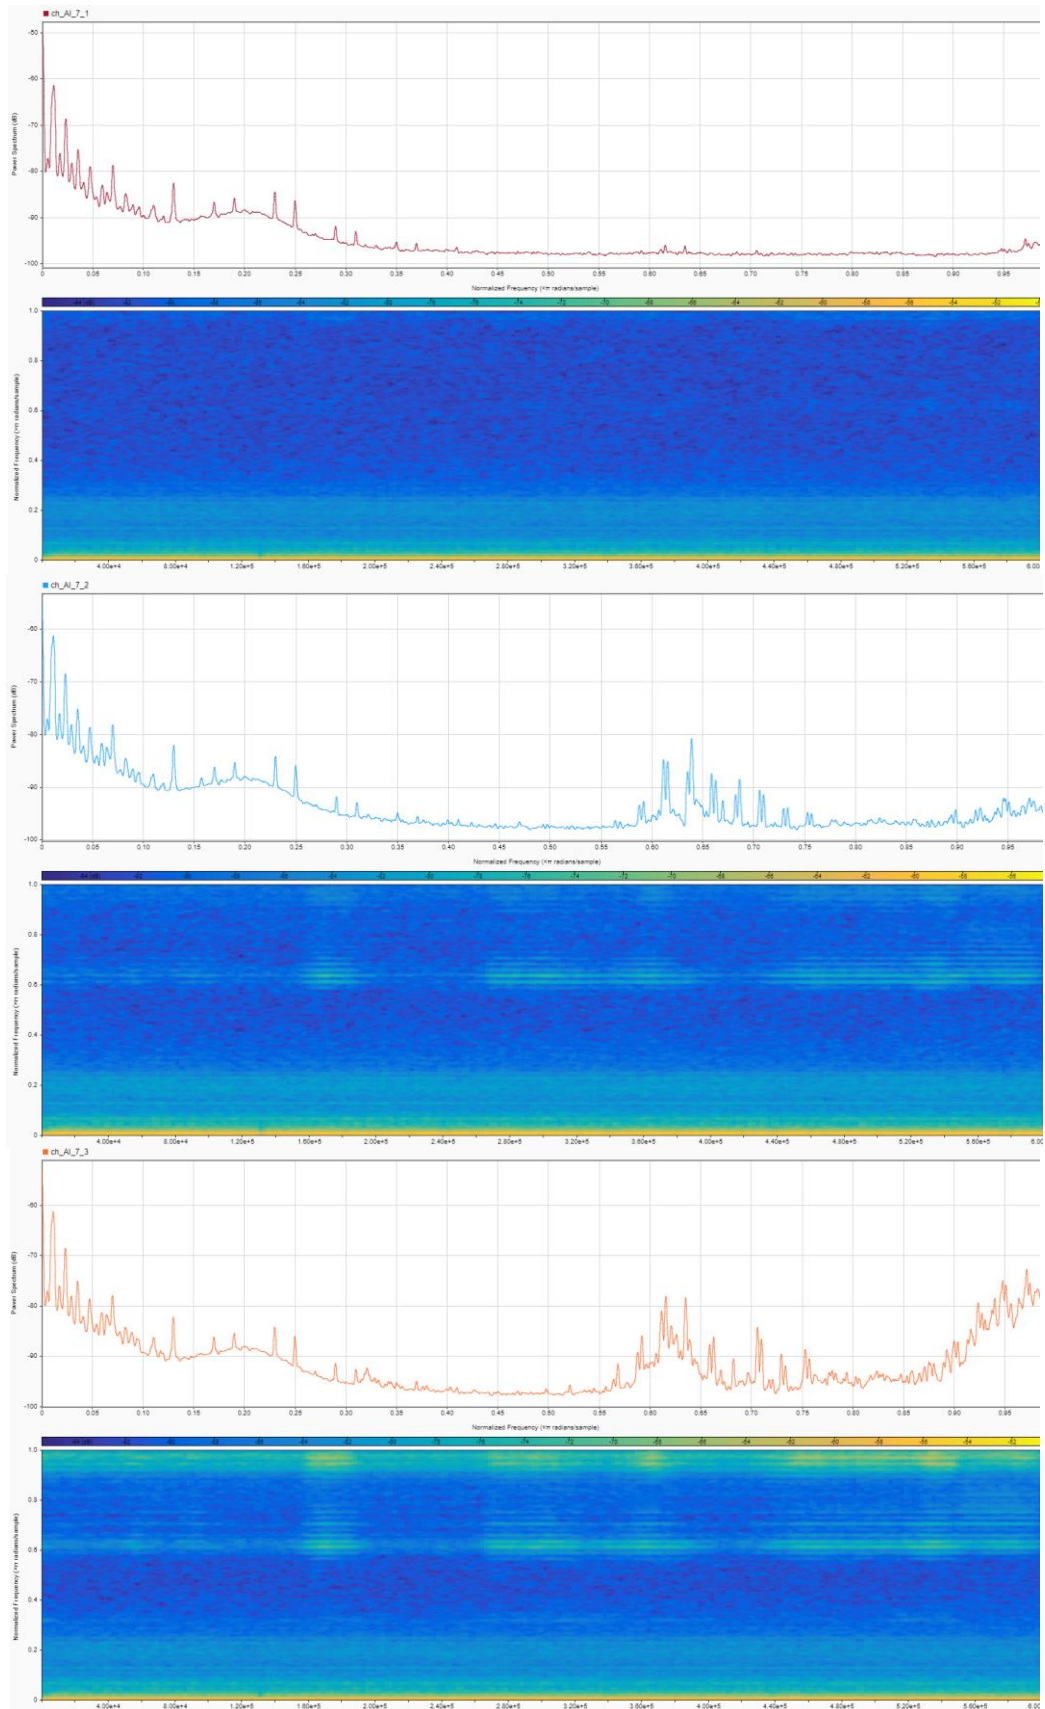 ch_AI_7_1
Power Spectrum (dB)
-50
-60
-70
-80
-90
-100
0 0.05 0.10 0.15 0.20 0.25 0.30 0.35 0.40 0.45 0.50 0.55 0.60 0.65 0.70 0.75 0.80 0.85 0.90 0.95
Normalized Frequency (×π radians/sample)
Normalized Frequency (×π radians/sample)
1.0
0.8
0.6
0.4
0.2
0
4.00e+4 8.00e+4 1.20e+5 1.60e+5 2.00e+5 2.40e+5 2.80e+5 3.20e+5 3.60e+5 4.00e+5 4.40e+5 4.80e+5 5.20e+5 5.60e+5 6.00
ch_AI_7_2
Power Spectrum (dB)
-60
-70
-80
-90
-100
0 0.05 0.10 0.15 0.20 0.25 0.30 0.35 0.40 0.45 0.50 0.55 0.60 0.65 0.70 0.75 0.80 0.85 0.90 0.95
Normalized Frequency (×π radians/sample)
Normalized Frequency (×π radians/sample)
1.0
0.8
0.6
0.4
0.2
0
4.00e+4 8.00e+4 1.20e+5 1.60e+5 2.00e+5 2.40e+5 2.80e+5 3.20e+5 3.60e+5 4.00e+5 4.40e+5 4.80e+5 5.20e+5 5.60e+5 6.00
ch_AI_7_3
Power Spectrum (dB)
-60
-70
-80
-90
-100
0 0.05 0.10 0.15 0.20 0.25 0.30 0.35 0.40 0.45 0.50 0.55 0.60 0.65 0.70 0.75 0.80 0.85 0.90 0.95
Normalized Frequency (×π radians/sample)
Normalized Frequency (×π radians/sample)
1.0
0.8
0.6
0.4
0.2
0
4.00e+4 8.00e+4 1.20e+5 1.60e+5 2.00e+5 2.40e+5 2.80e+5 3.20e+5 3.60e+5 4.00e+5 4.40e+5 4.80e+5 5.20e+5 5.60e+5 6.00